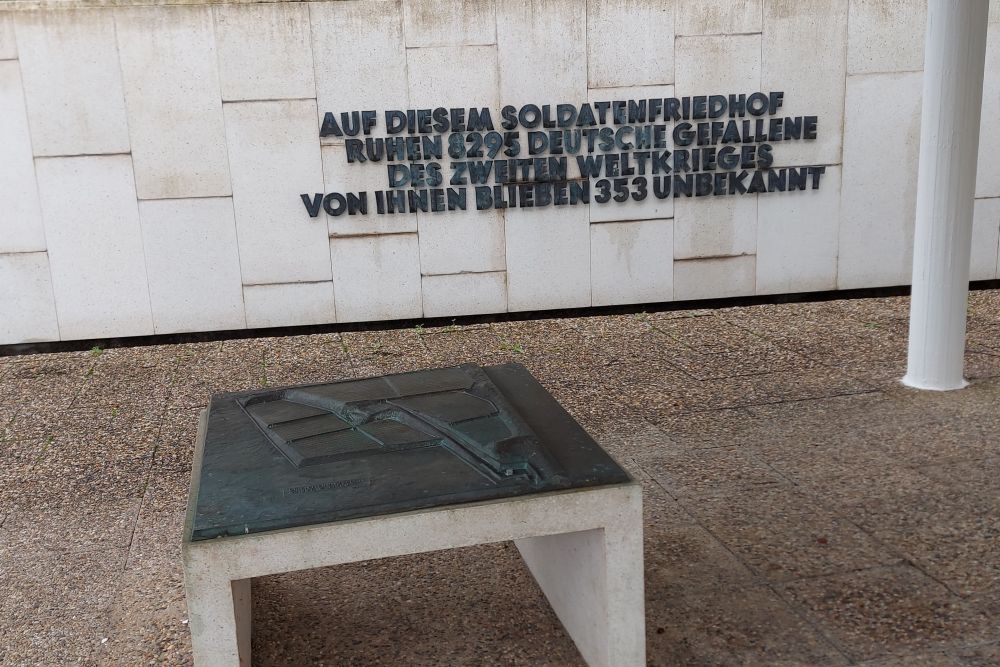 AUF DIESEM SOLDATENFRIEDHOF
RUHEN 8295 DEUTSCHE GEFALLENE
DES ZWEITEN WELTKRIEGES
VON IHNEN BLIEBEN 353 UNBEKANNT